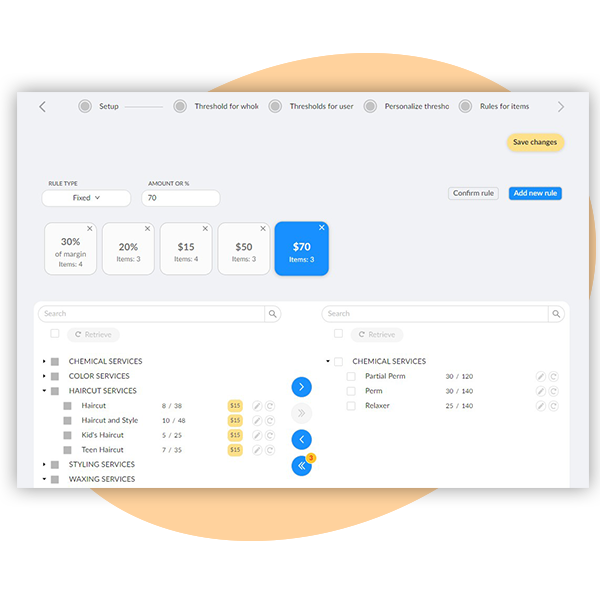 Setup
Threshold for whol
Thresholds for user
Personalize thresho
Rules for items
Save changes
RULE TYPE
AMOUNT OR %
Fixed
70
Confirm rule
Add new rule
30%
of margin
Items: 4
20%
Items: 3
$15
Items: 4
$50
Items: 3
$70
Items: 3
Search
Search
Retrieve
Retrieve
CHEMICAL SERVICES
COLOR SERVICES
HAIRCUT SERVICES
Haircut 8 / 38 $15
Haircut and Style 10 / 48 $15
Kid's Haircut 5 / 25 $15
Teen Haircut 7 / 35 $15
STYLING SERVICES
WAXING SERVICES
3
CHEMICAL SERVICES
Partial Perm 30 / 120
Perm 30 / 140
Relaxer 25 / 140